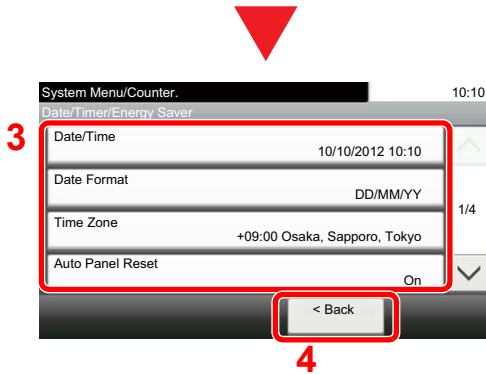 System Menu/Counter. 10:10
Date/Timer/Energy Saver
3
Date/Time
10/10/2012 10:10
Date Format
DD/MM/YY
1/4
Time Zone
+09:00 Osaka, Sapporo, Tokyo
Auto Panel Reset
On
< Back
4